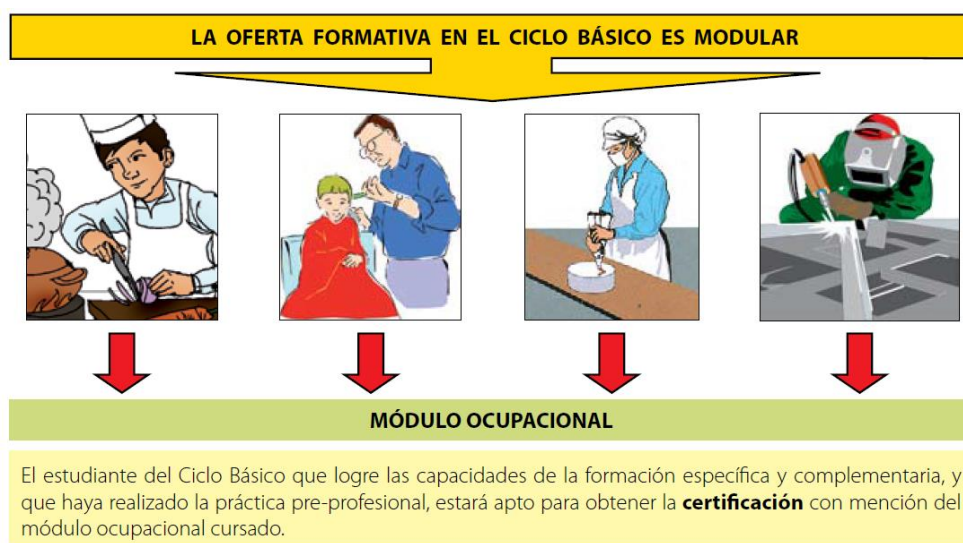 LA OFERTA FORMATIVA EN EL CICLO BÁSICO ES MODULAR
MÓDULO OCUPACIONAL
El estudiante del Ciclo Básico que logre las capacidades de la formación específica y complementaria, y
que haya realizado la práctica pre-profesional, estará apto para obtener la certificación con mención del
módulo ocupacional cursado.